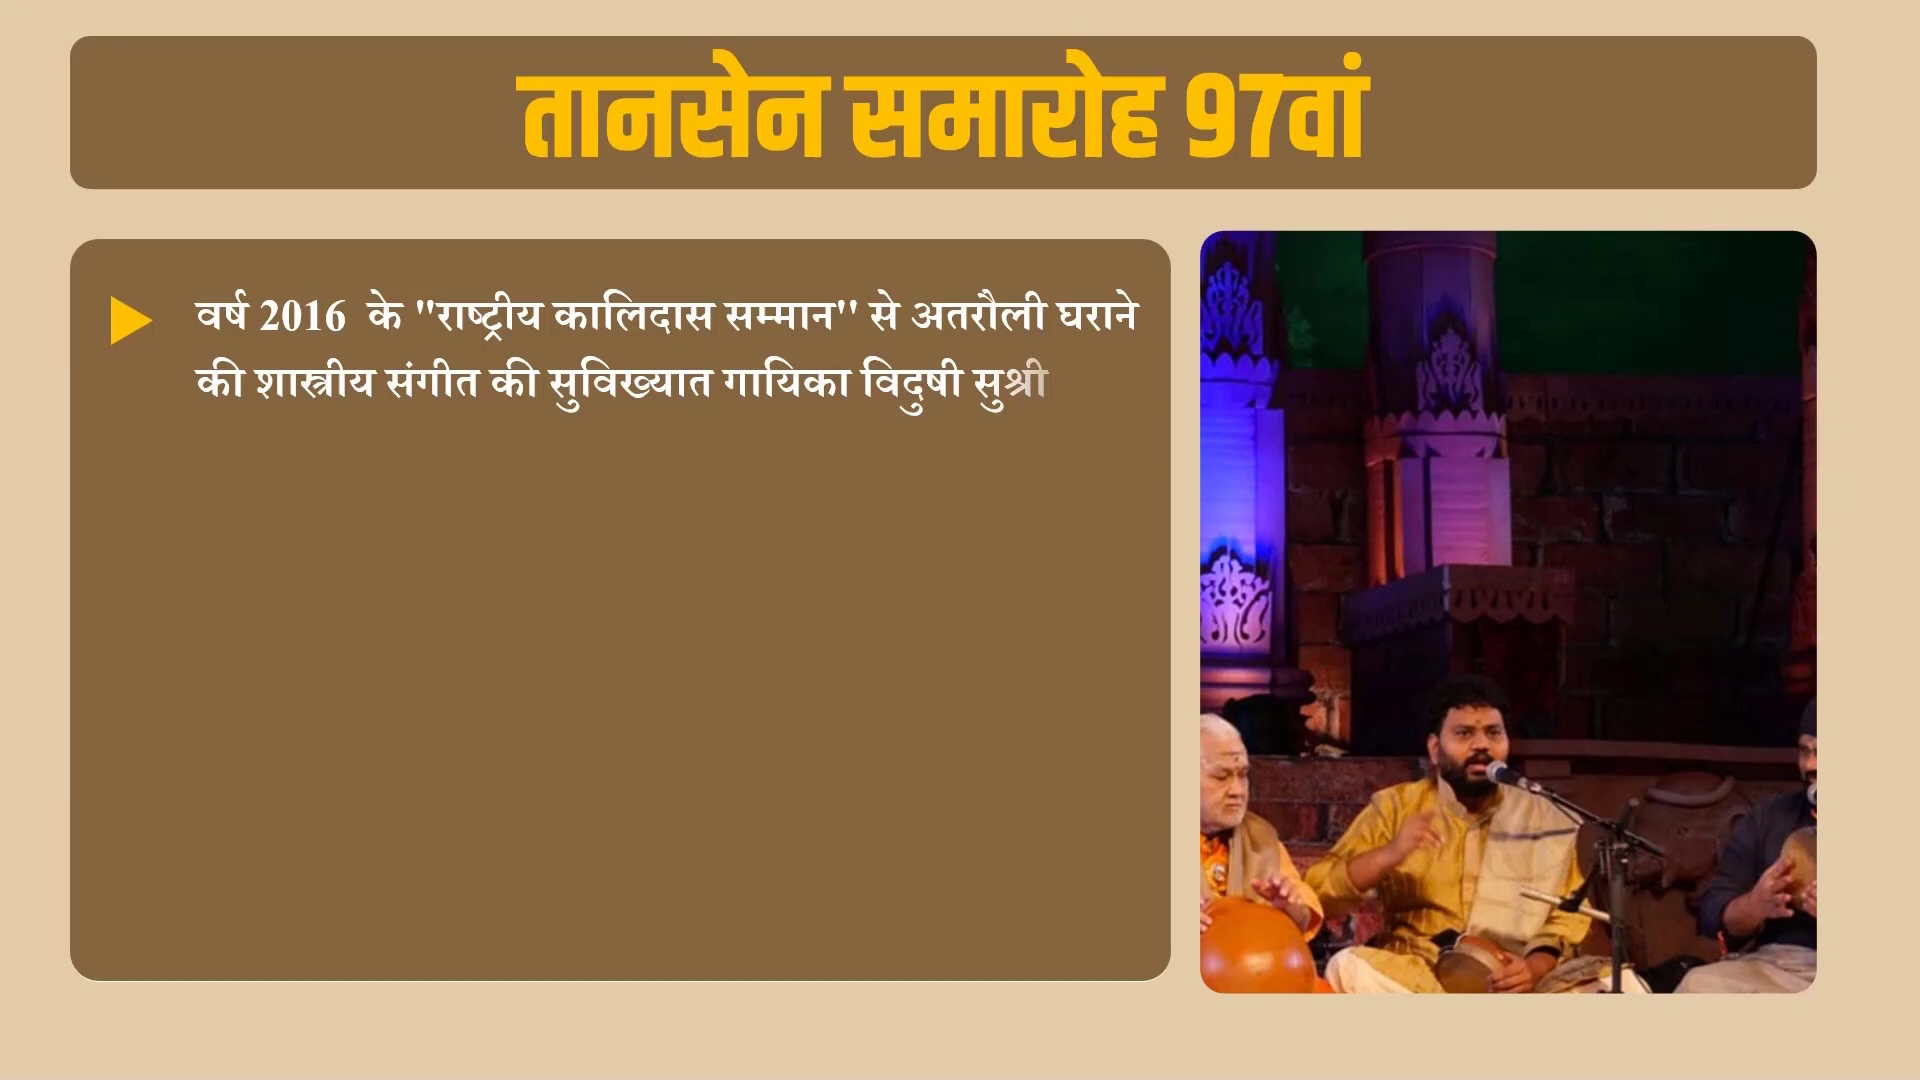 तानसेन समारोह 97वां
वर्ष 2016 के "राष्ट्रीय कालिदास सम्मान" से अतरौली घराने
की शास्त्रीय संगीत की सुविख्यात गायिका विदुषी सुश्री